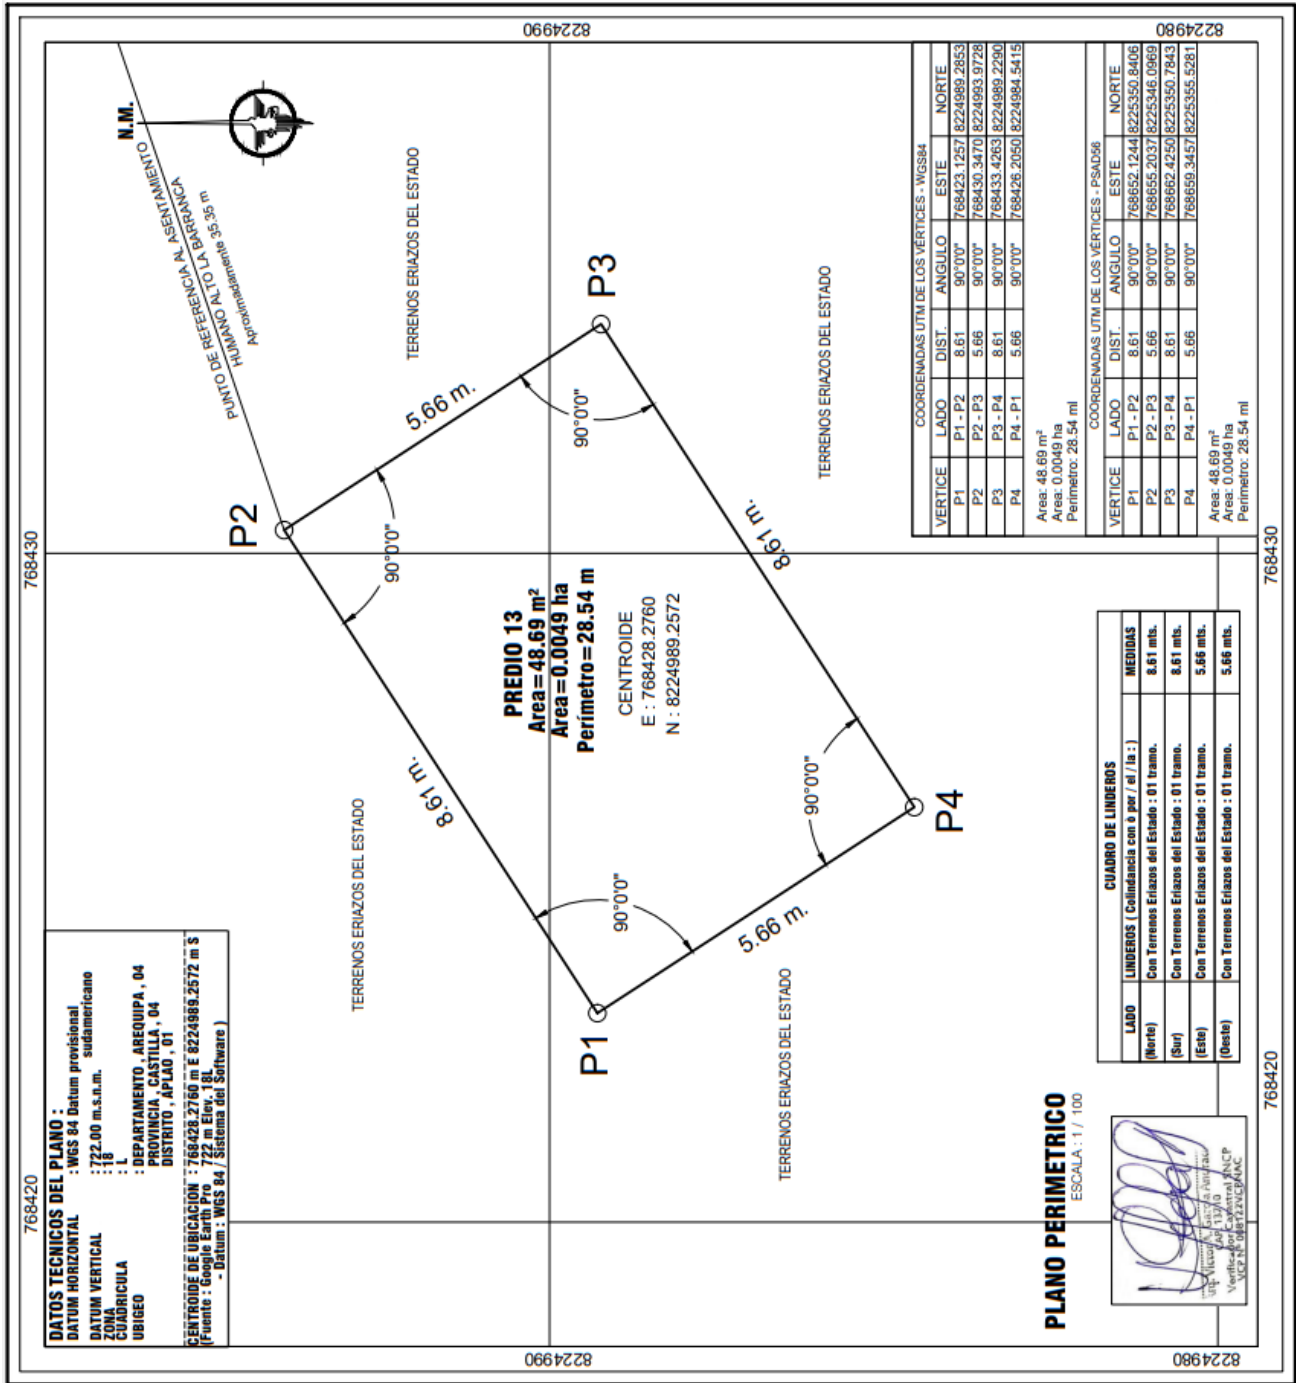 DATOS TECNICOS DEL PLANO :
DATUM HORIZONTAL : WGS 84 Datum provisional
sudamericano
DATUM VERTICAL : 722.00 m.s.n.m.
ZONA : 18
CUADRICULA : L
UBIGEO : DEPARTAMENTO , AREQUIPA , 04
PROVINCIA , CASTILLA , 04
DISTRITO , APLAO , 01
CENTROIDE DE UBICACIÓN : 768428.2760 m E 8224989.2572 m S
(Fuente : Google Earth Pro 722 m Elev. 18L
- Datum : WGS 84 / Sistema del Software )
768420
768430
8224990
8224980
N.M.
PUNTO DE REFERENCIA AL ASENTAMIENTO
HUMANO ALTO LA BARRANCA
Aproximadamente 35.35 m
TERRENOS ERIAZOS DEL ESTADO
TERRENOS ERIAZOS DEL ESTADO
P2
8.61 m.
5.66 m.
90°0'0"
90°0'0"
P3
PREDIO 13
Area=48.69 m²
Area=0.0049 ha
Perímetro=28.54 m
CENTROIDE
E : 768428.2760
N : 8224989.2572
P1
90°0'0"
90°0'0"
5.66 m.
8.61 m.
P4
TERRENOS ERIAZOS DEL ESTADO
TERRENOS ERIAZOS DEL ESTADO
COORDENADAS UTM DE LOS VÉRTICES - WGS84
VERTICE LADO DIST. ANGULO ESTE NORTE
P1 P1 - P2 8.61 90°0'0" 768423.1257 8224989.2853
P2 P2 - P3 5.66 90°0'0" 768430.3470 8224993.9728
P3 P3 - P4 8.61 90°0'0" 768433.4263 8224989.2290
P4 P4 - P1 5.66 90°0'0" 768426.2050 8224984.5415
Area: 48.69 m²
Area: 0.0049 ha
Perimetro: 28.54 ml
COORDENADAS UTM DE LOS VÉRTICES - PSAD56
VERTICE LADO DIST. ANGULO ESTE NORTE
P1 P1 - P2 8.61 90°0'0" 768652.1244 8225350.8406
P2 P2 - P3 5.66 90°0'0" 768655.2037 8225346.0969
P3 P3 - P4 8.61 90°0'0" 768662.4250 8225350.7843
P4 P4 - P1 5.66 90°0'0" 768659.3457 8225355.5281
Area: 48.69 m²
Area: 0.0049 ha
Perimetro: 28.54 ml
CUADRO DE LINDEROS
LADO LINDEROS ( Colindancia con ò por / el / la : ) MEDIDAS
(Norte) Con Terrenos Eriazos del Estado : 01 tramo. 8.61 mts.
(Sur) Con Terrenos Eriazos del Estado : 01 tramo. 8.61 mts.
(Este) Con Terrenos Eriazos del Estado : 01 tramo. 5.66 mts.
(Oeste) Con Terrenos Eriazos del Estado : 01 tramo. 5.66 mts.
PLANO PERIMETRICO
ESCALA : 1 / 100
Verificador Catastral SNCP
768420
768430
8224990
8224980